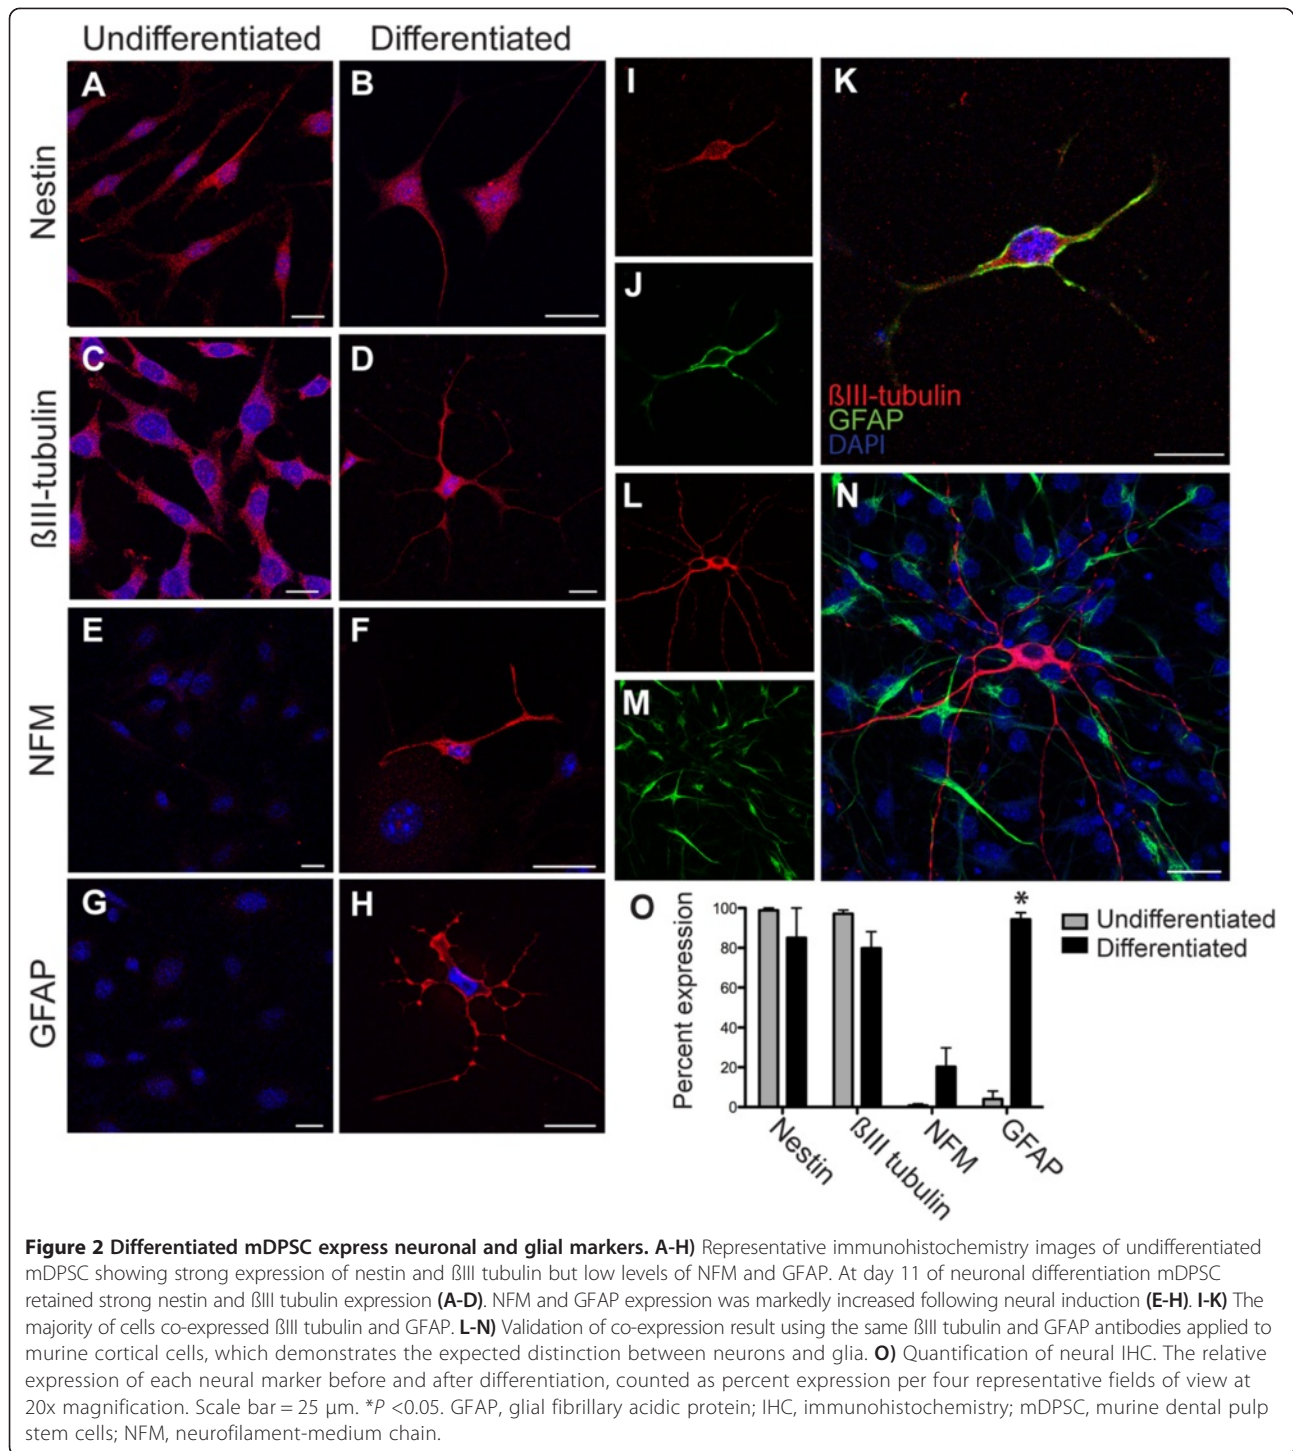 Undifferentiated
Differentiated
Nestin
ßIII-tubulin
NFM
GFAP
A
B
C
D
E
F
G
H
I
J
K
ßIII-tubulin
GFAP
DAPI
L
M
N
O
Percent expression
100
80
60
40
20
0
Nestin
ßIII tubulin
NFM
GFAP
*
Undifferentiated
Differentiated
Figure 2 Differentiated mDPSC express neuronal and glial markers. A-H) Representative immunohistochemistry images of undifferentiated
mDPSC showing strong expression of nestin and ßIII tubulin but low levels of NFM and GFAP. At day 11 of neuronal differentiation mDPSC
retained strong nestin and ßIII tubulin expression (A-D). NFM and GFAP expression was markedly increased following neural induction (E-H). I-K) The
majority of cells co-expressed ßIII tubulin and GFAP. L-N) Validation of co-expression result using the same ßIII tubulin and GFAP antibodies applied to
murine cortical cells, which demonstrates the expected distinction between neurons and glia. O) Quantification of neural IHC. The relative
expression of each neural marker before and after differentiation, counted as percent expression per four representative fields of view at
20x magnification. Scale bar = 25 μm. *P <0.05. GFAP, glial fibrillary acidic protein; IHC, immunohistochemistry; mDPSC, murine dental pulp
stem cells; NFM, neurofilament-medium chain.